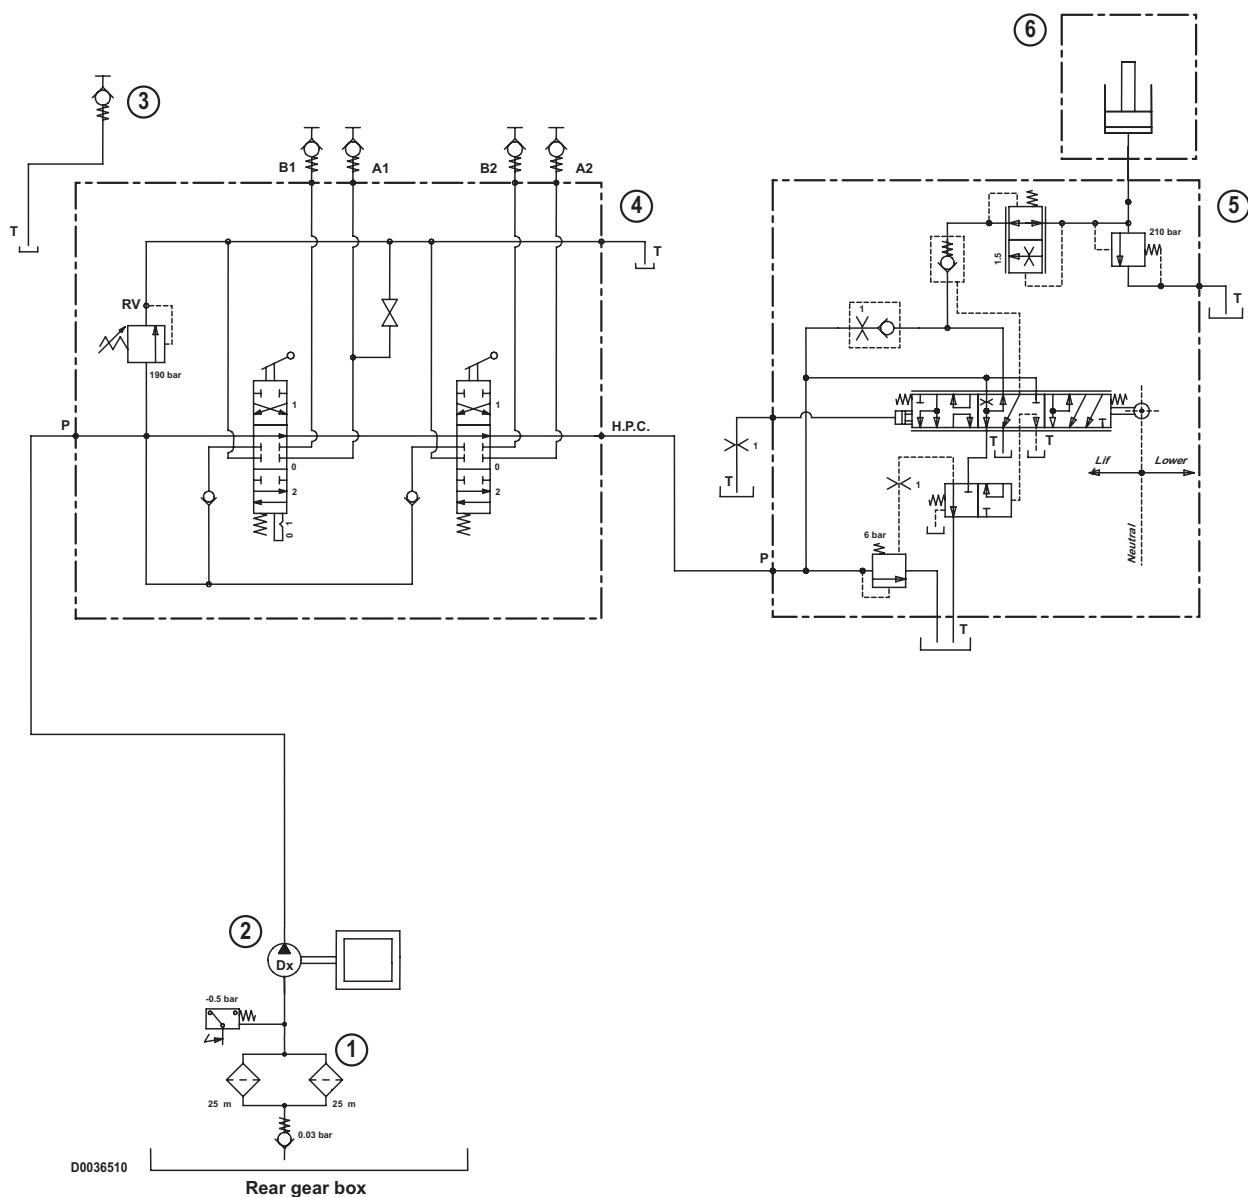 6
3
B1
A1
B2
A2
4
5
T
T
210 bar
1.5
RV
190 bar
T
1
1
1
P
H.P.C.
0
0
T
T
2
2
1
1
T
Lif
Lower
0 1
T
6 bar
Neutral
P
T
2
Dx
-0.5 bar
1
25 m
25 m
0.03 bar
D0036510
Rear gear box